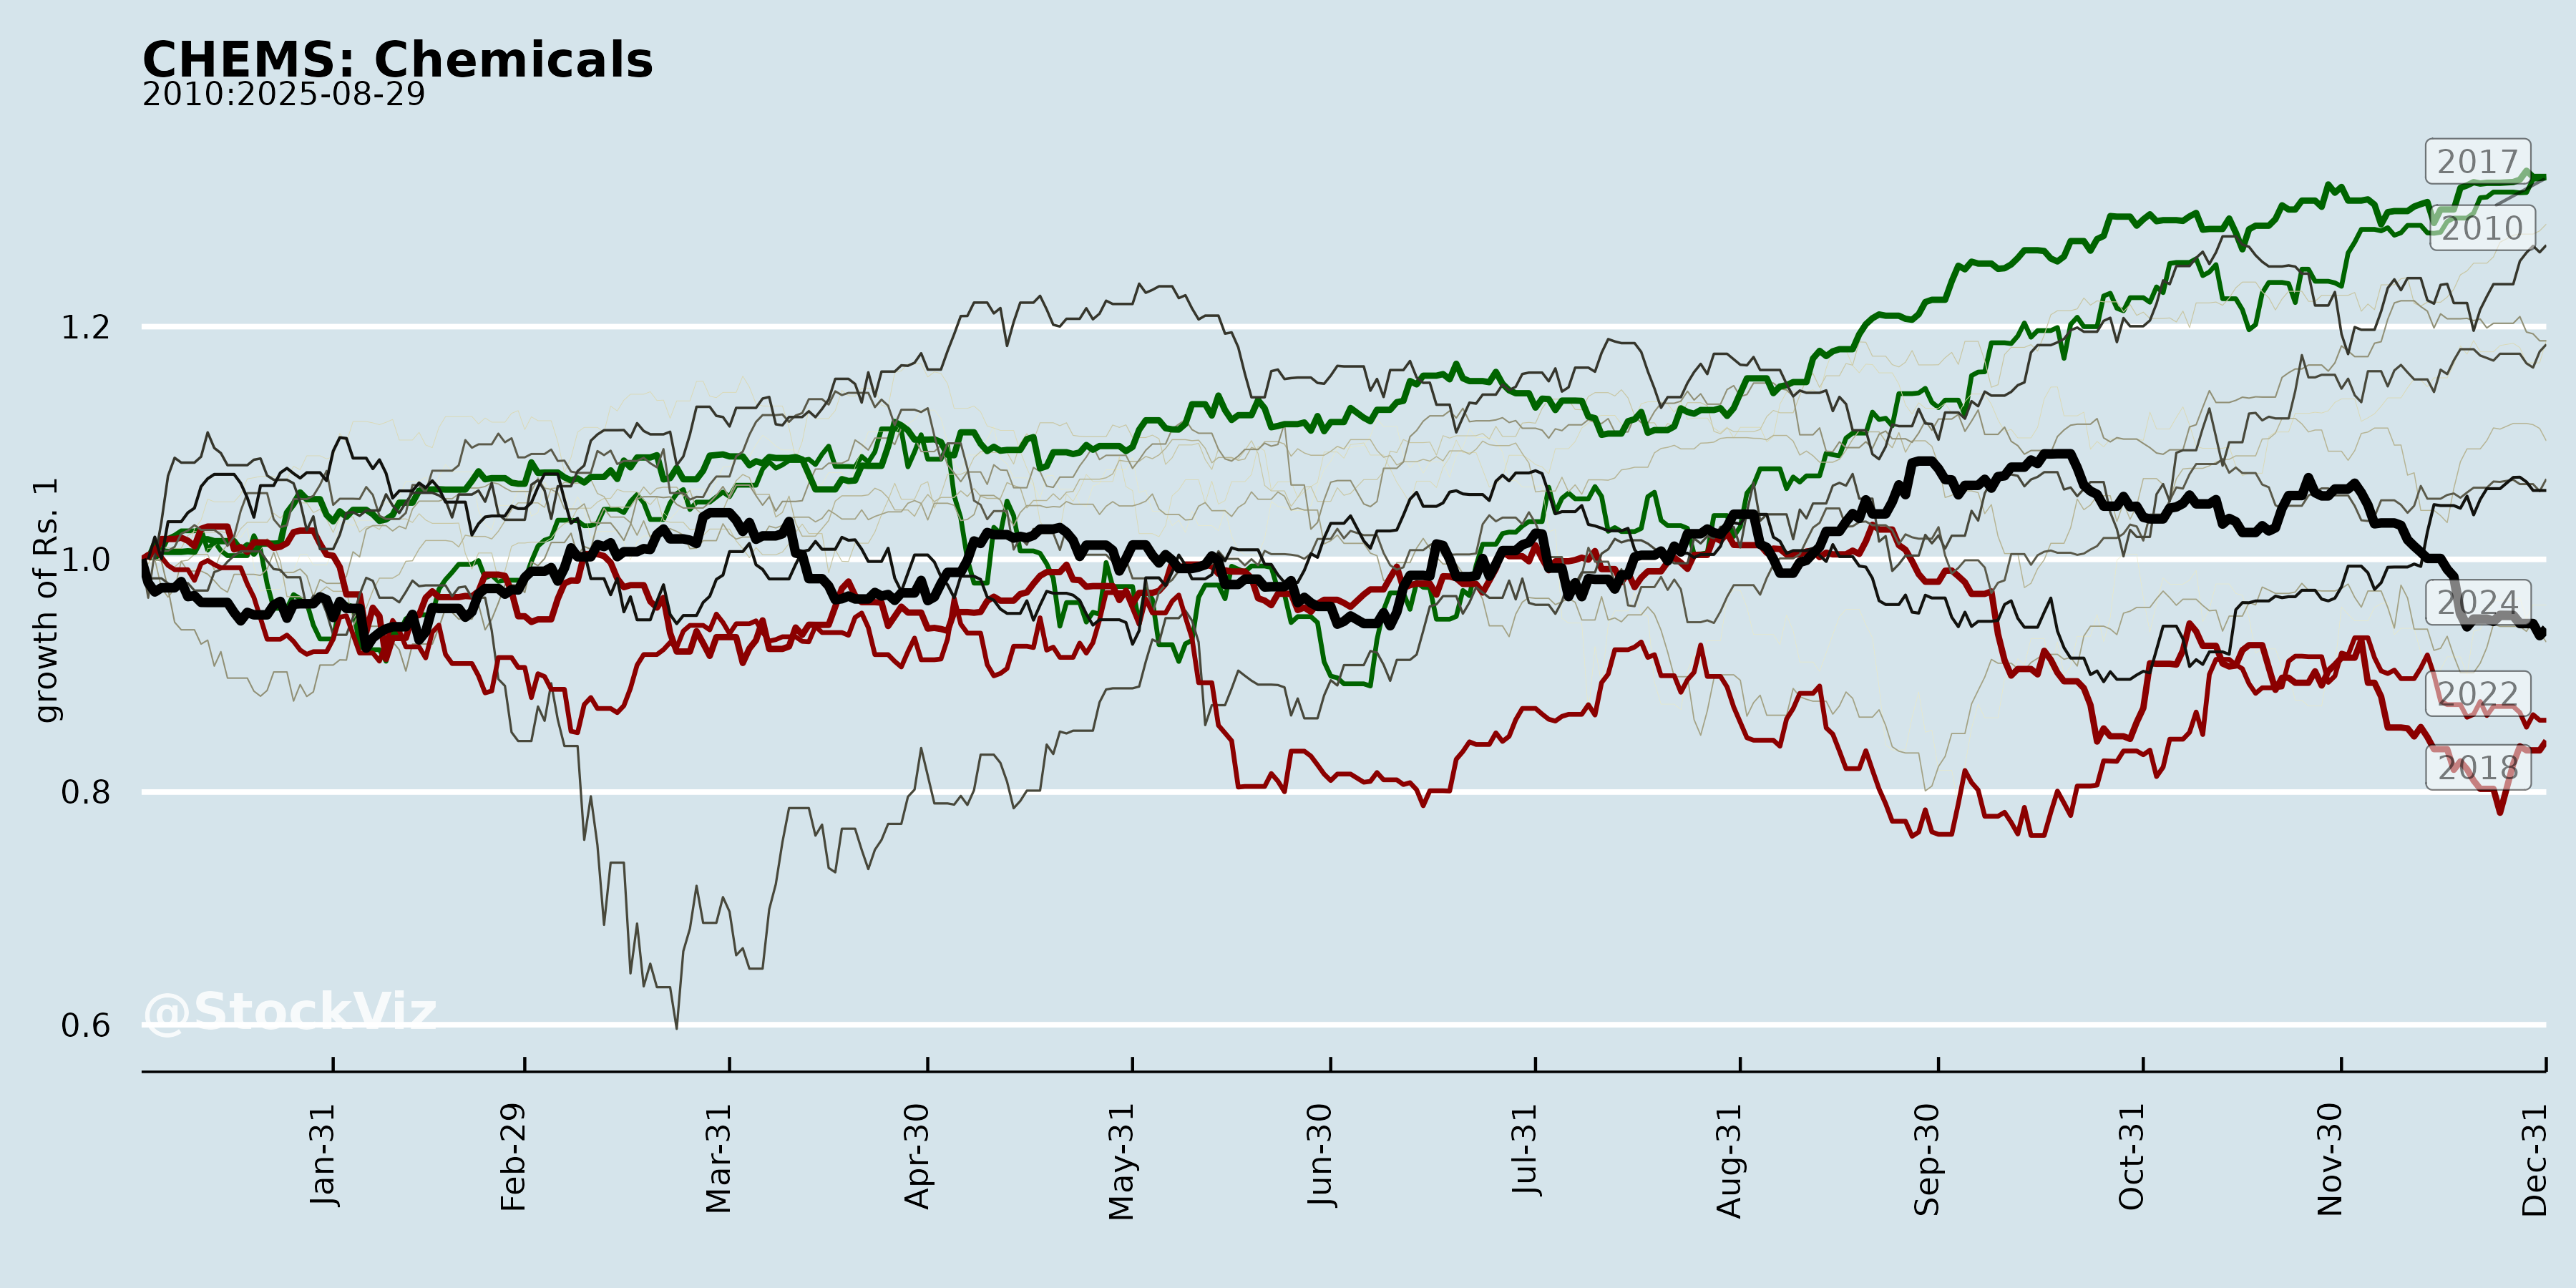 CHEMS: Chemicals
2010:2025-08-29
2017
2010
1.2
growth of Rs. 1
1.0
2024
2022
2018
0.8
@StockViz
0.6
Jan-31
Feb-29
Mar-31
Apr-30
May-31
Jun-30
Jul-31
Aug-31
Sep-30
Oct-31
Nov-30
Dec-31